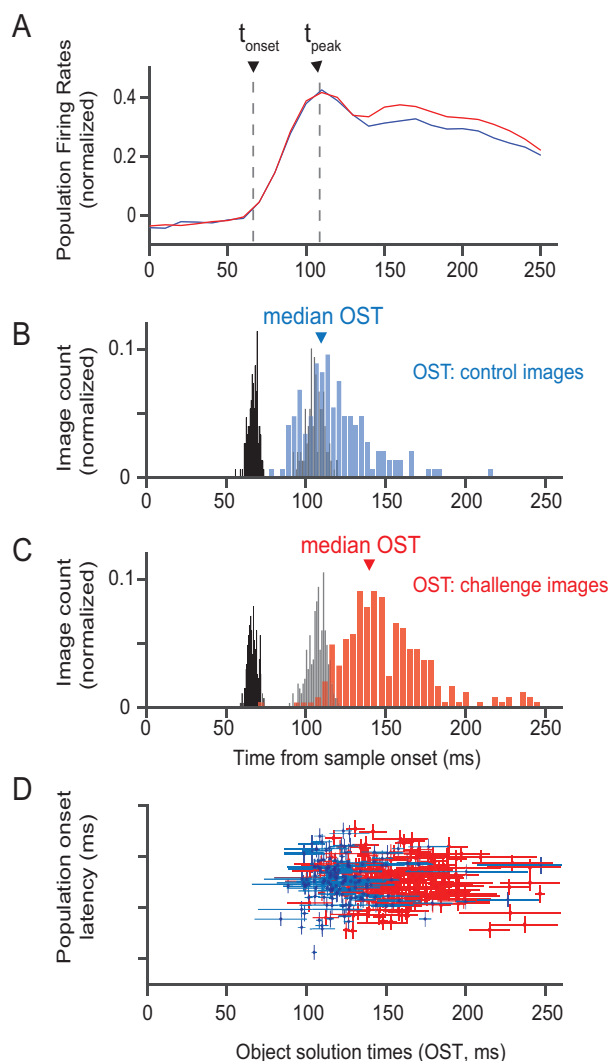 A
t_onset t_peak
Population Firing Rates
(normalized)
0.4
0.2
0
0 50 100 150 200 250
B
median OST
OST: control images
Image count
(normalized)
0.1
0
0 50 100 150 200 250
C
median OST
OST: challenge images
Image count
(normalized)
0.1
0
0 50 100 150 200 250
Time from sample onset (ms)
D
Population onset
latency (ms)
0 50 100 150 200 250
Object solution times (OST, ms)